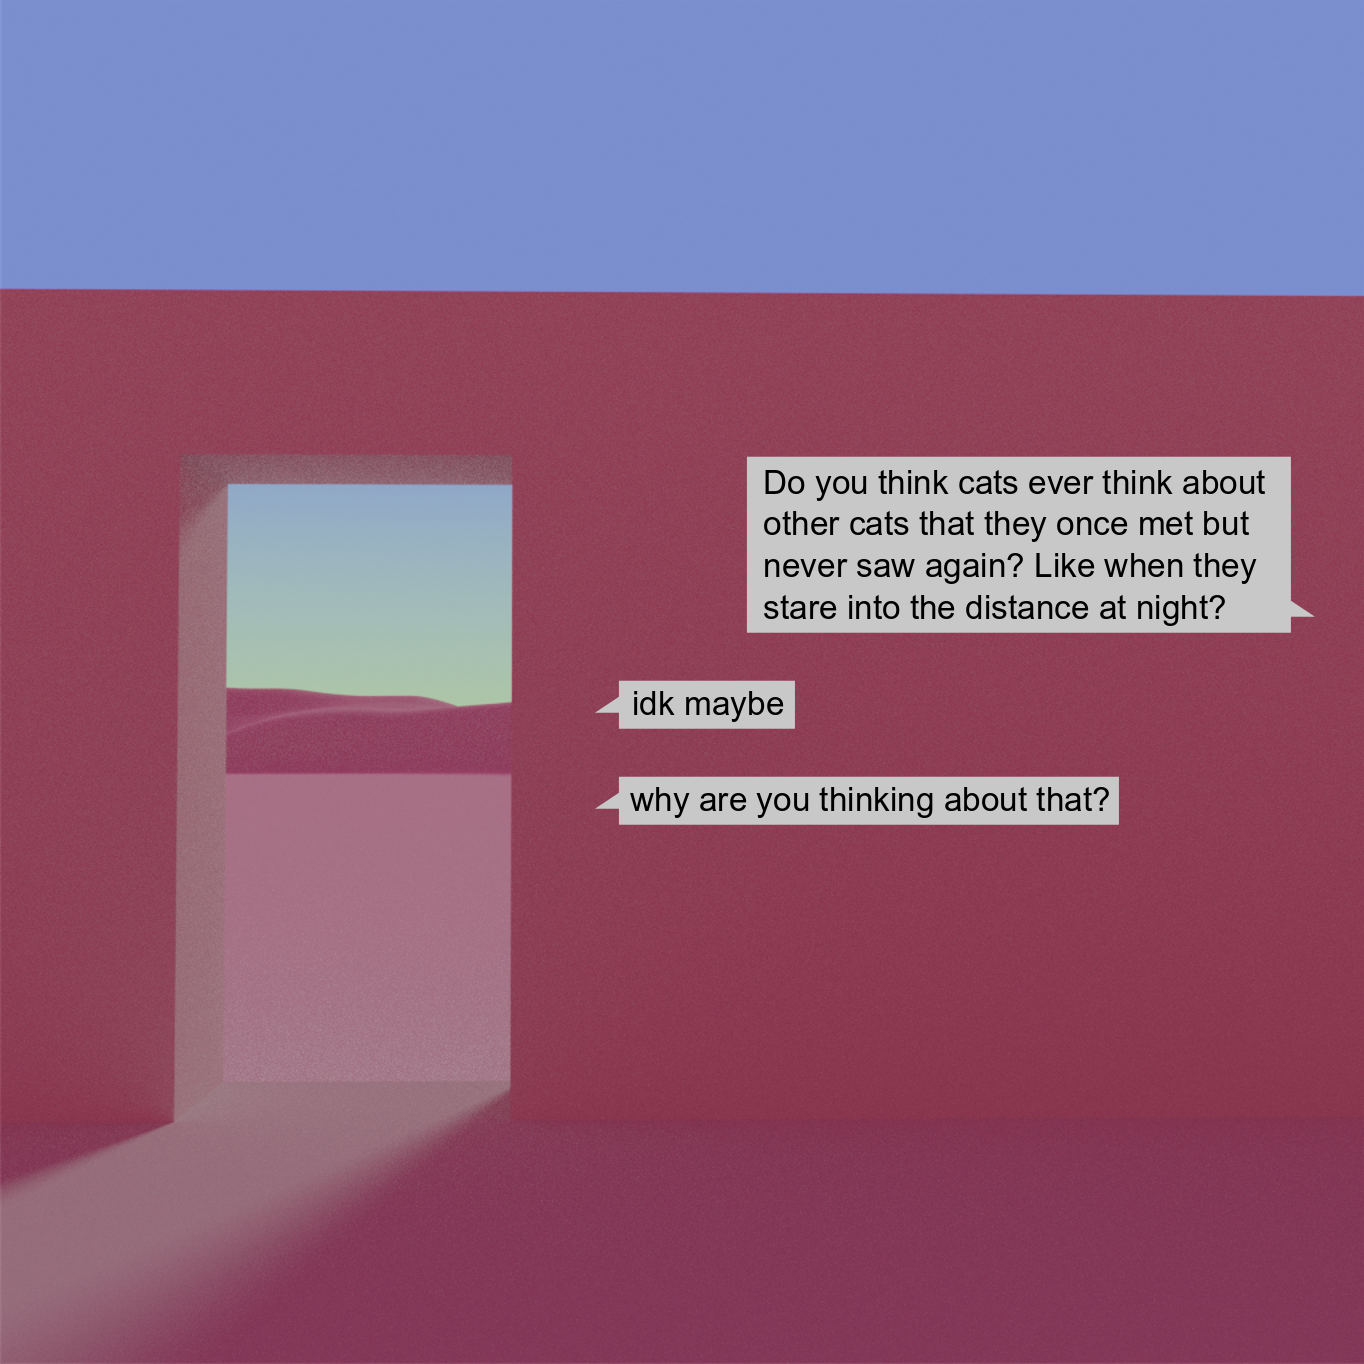 Do you think cats ever think about
other cats that they once met but
never saw again? Like when they
stare into the distance at night?
idk maybe
why are you thinking about that?